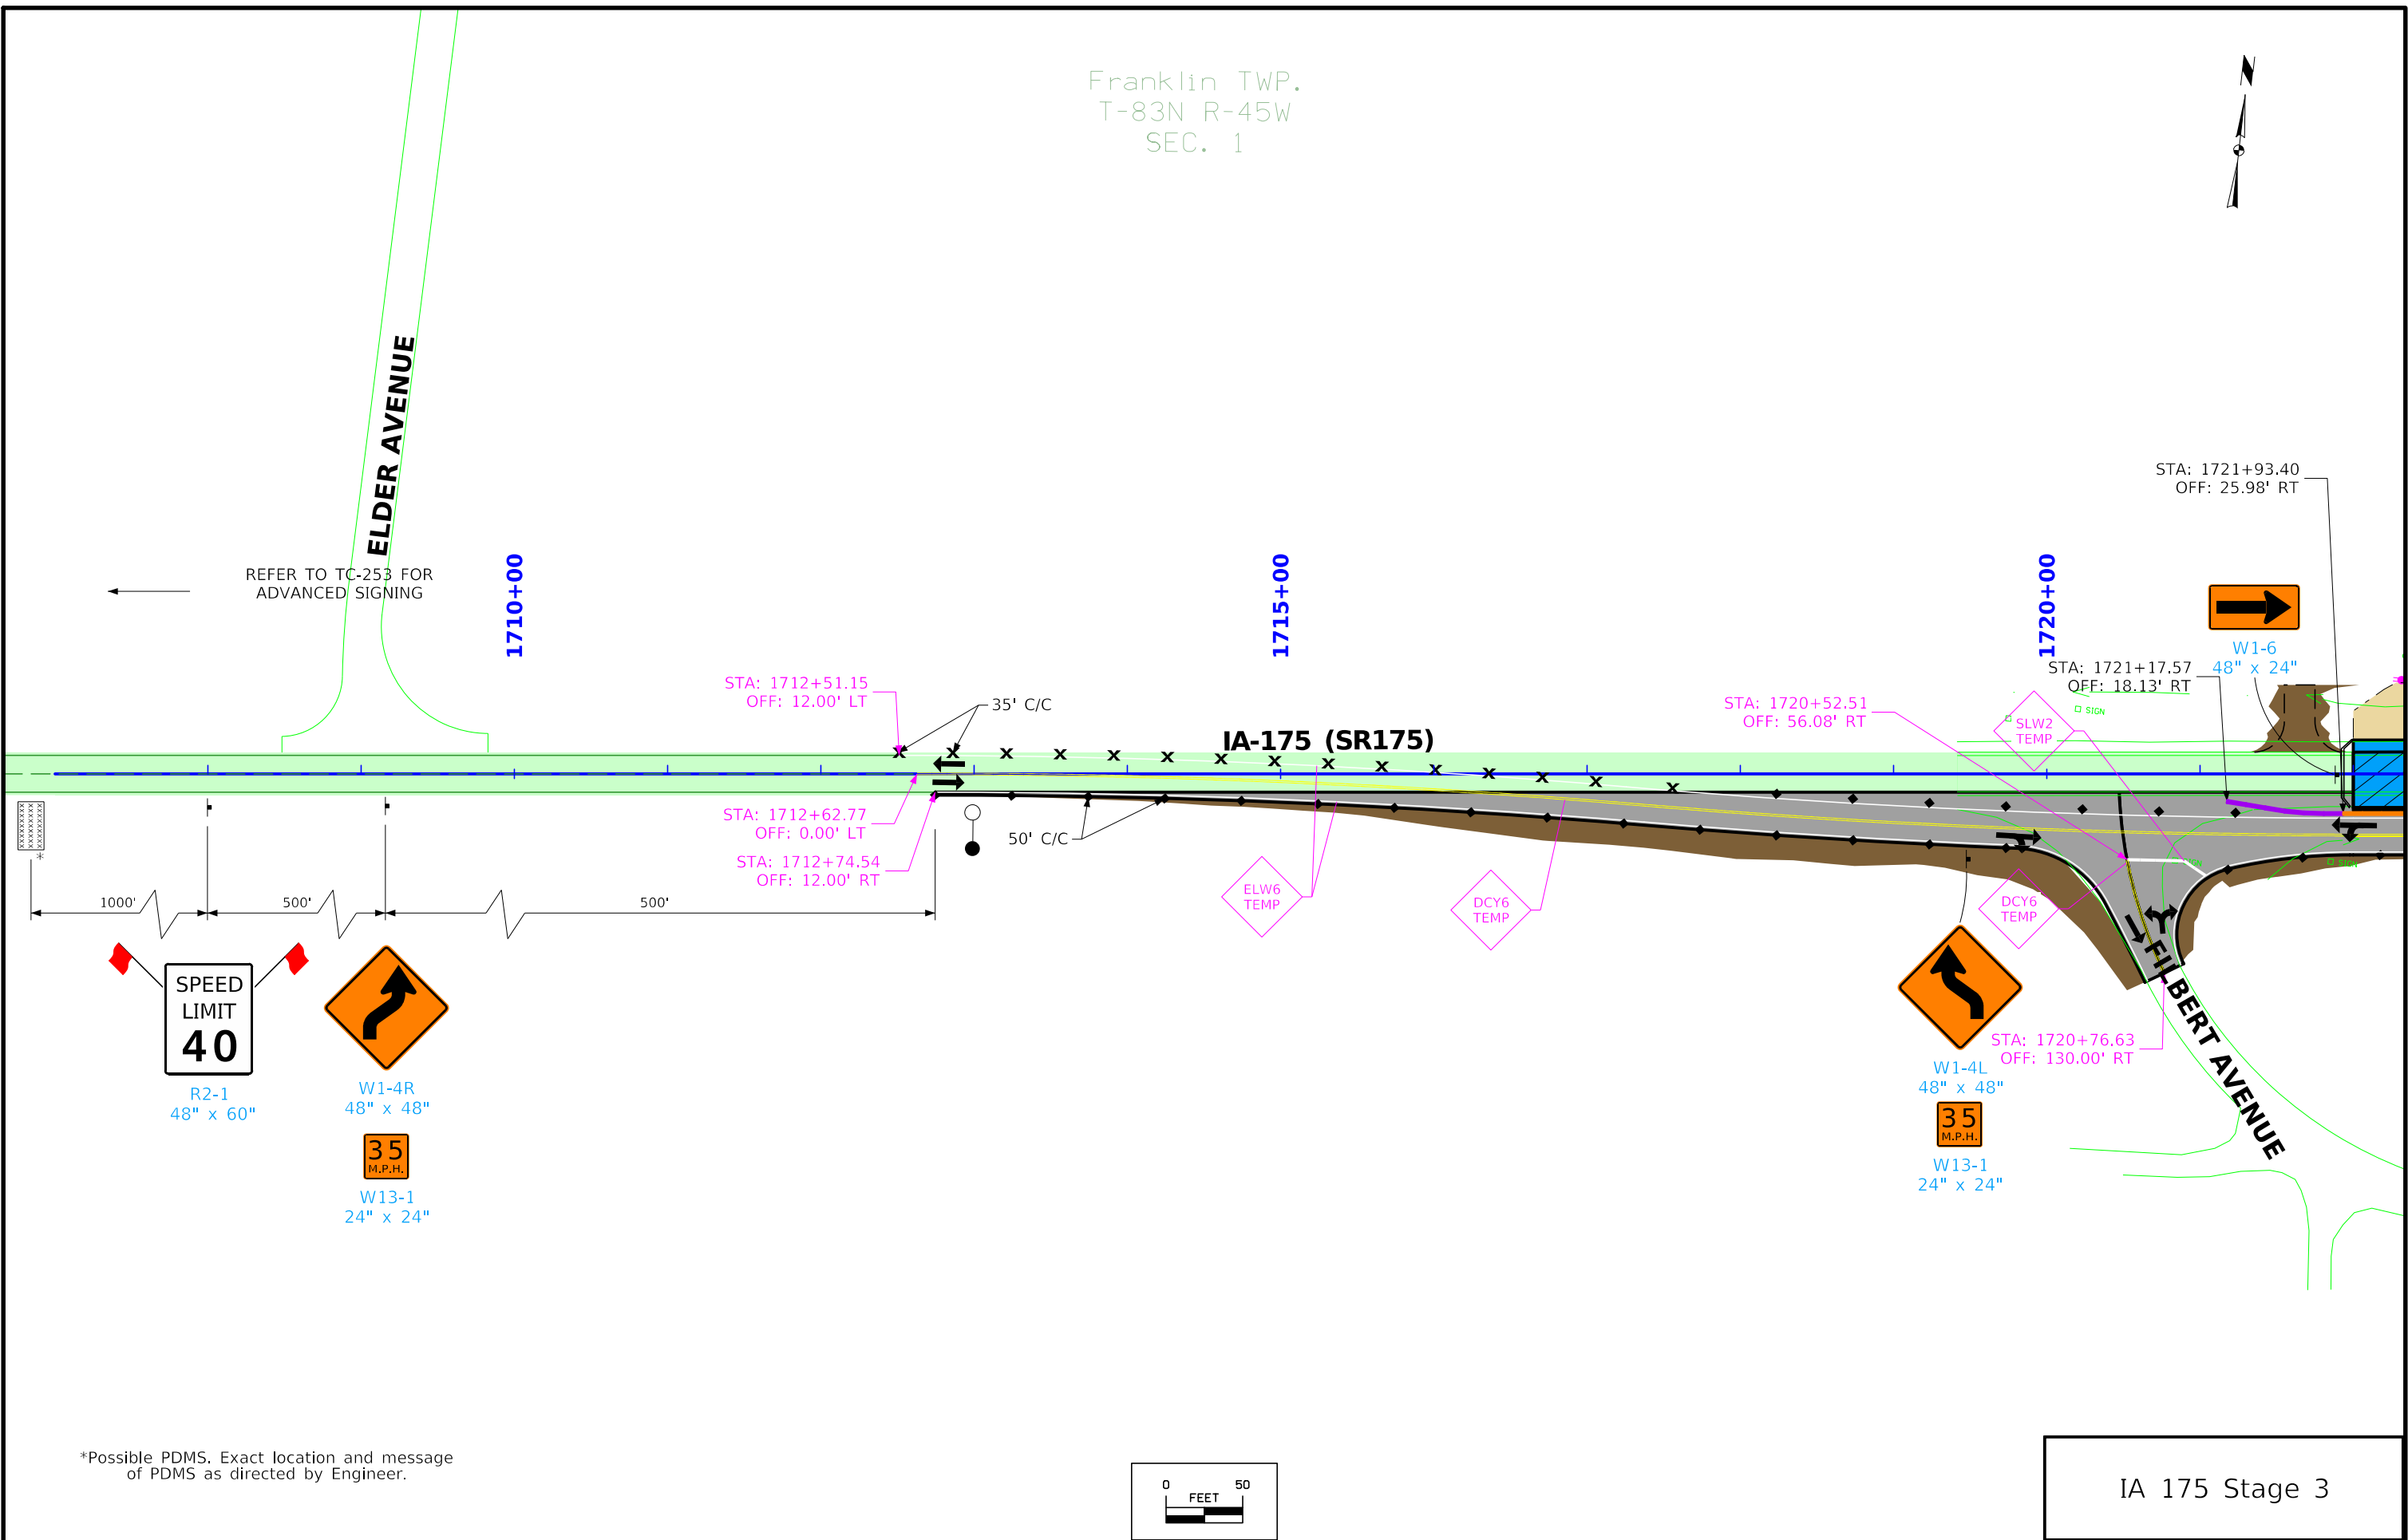 Franklin TWP.
T-83N R-45W
SEC. 1
N
ELDER AVENUE
REFER TO TC-253 FOR
ADVANCED SIGNING
1710+00
1715+00
1720+00
STA: 1721+93.40
OFF: 25.98' RT
W1-6
48" x 24"
STA: 1721+17.57
OFF: 18.13' RT
STA: 1712+51.15
OFF: 12.00' LT
35' C/C
IA-175 (SR175)
STA: 1720+52.51
OFF: 56.08' RT
SLW2
TEMP
SIGN
STA: 1712+62.77
OFF: 0.00' LT
STA: 1712+74.54
OFF: 12.00' RT
50' C/C
ELW6
TEMP
DCY6
TEMP
DCY6
TEMP
SIGN
*
1000'
500'
500'
SPEED
LIMIT
40
R2-1
48" x 60"
W1-4R
48" x 48"
35
M.P.H.
W13-1
24" x 24"
FILBERT AVENUE
STA: 1720+76.63
OFF: 130.00' RT
W1-4L
48" x 48"
35
M.P.H.
W13-1
24" x 24"
*Possible PDMS. Exact location and message
of PDMS as directed by Engineer.
0 50
FEET
IA 175 Stage 3